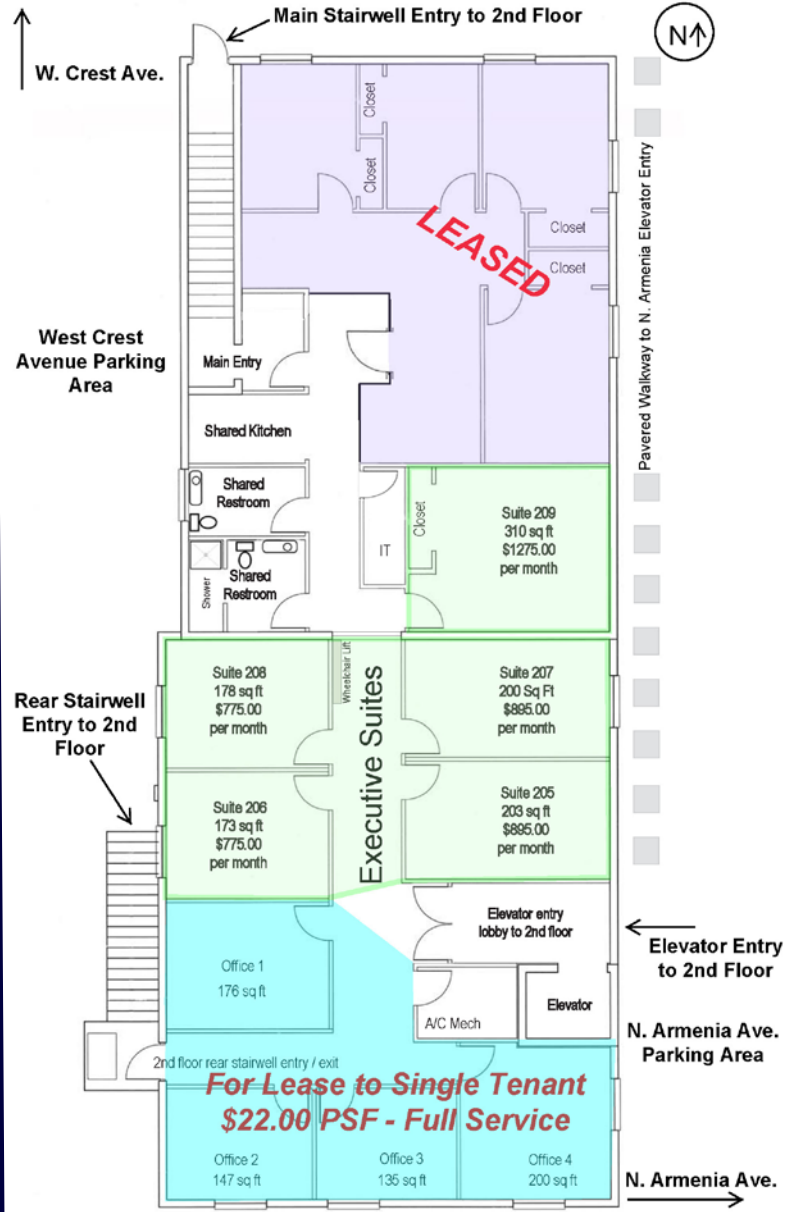 Main Stairwell Entry to 2nd Floor
N
W. Crest Ave.
Closet
Closet
Closet
Closet
LEASED
Pavered Walkway to N. Armenia Elevator Entry
West Crest
Avenue Parking
Area
Main Entry
Shared Kitchen
Shared
Restroom
IT
Closet
Suite 209
310 sq ft
$1275.00
per month
Shower
Shared
Restroom
Wheelchair Lift
Executive Suites
Suite 208
178 sq ft
$775.00
per month
Suite 207
200 Sq Ft
$895.00
per month
Rear Stairwell
Entry to 2nd
Floor
Suite 206
173 sq ft
$775.00
per month
Suite 205
203 sq ft
$895.00
per month
Elevator entry
lobby to 2nd floor
Elevator Entry
to 2nd Floor
Office 1
176 sq ft
A/C Mech
Elevator
N. Armenia Ave.
Parking Area
2nd floor rear stairwell entry / exit
For Lease to Single Tenant
$22.00 PSF - Full Service
Office 2
147 sq ft
Office 3
135 sq ft
Office 4
200 sq ft
N. Armenia Ave.